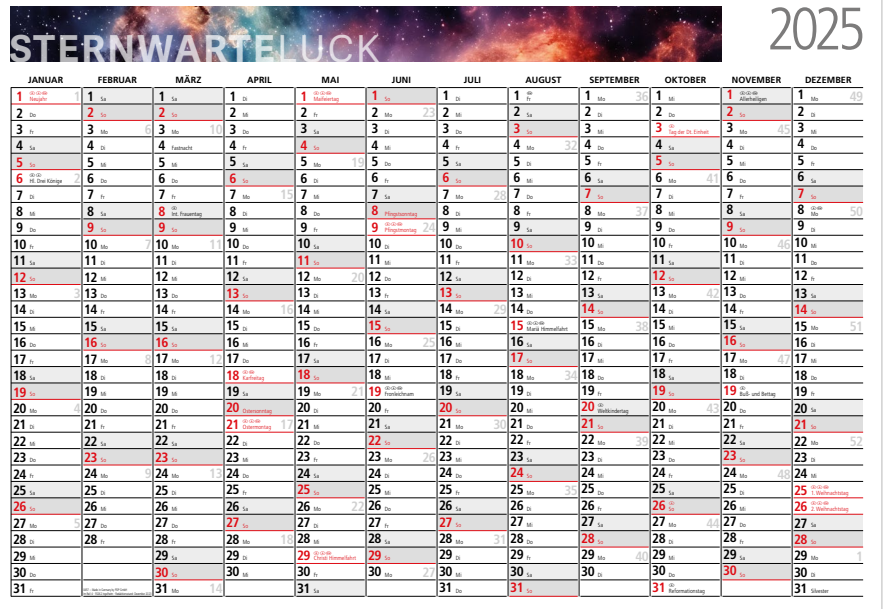 STERNWARTELUCK
2025
JANUAR FEBRUAR MÄRZ APRIL MAI JUNI JULI AUGUST SEPTEMBER OKTOBER NOVEMBER DEZEMBER
1 Neujahr 1 1 Sa 1 Sa 1 Di 1 Maifeiertag 1 So 1 Di 1 Fr 1 Mo 36 1 Mi 1 Allerheiligen 1 Mo 49
2 Do 2 So 2 So 2 Mi 2 Fr 2 Mo 23 2 Mi 2 Sa 2 Di 2 Do 2 So 2 Di
3 Fr 3 Mo 6 3 Mo 10 3 Do 3 Sa 3 Di 3 Do 3 So 3 Mi 3 Tag der Dt. Einheit 3 Mo 45 3 Mi
4 Sa 4 Di 4 Fastnacht 4 Fr 4 So 4 Mi 4 Fr 4 Mo 32 4 Do 4 Sa 4 Di 4 Do
5 So 5 Mi 5 Mi 5 Sa 5 Mo 19 5 Do 5 Sa 5 Di 5 Fr 5 So 5 Mi 5 Fr
6 Hl. Drei Könige 2 6 Do 6 Do 6 So 6 Di 6 Fr 6 So 6 Mi 6 Sa 6 Mo 41 6 Do 6 Sa
7 Di 7 Fr 7 Fr 7 Mo 15 7 Mi 7 Sa 7 Mo 28 7 Do 7 So 7 Di 7 Fr 7 So
8 Mi 8 Sa 8 Int. Frauentag 8 Di 8 Do 8 Pfingstsonntag 8 Di 8 Fr 8 Mo 37 8 Mi 8 Sa 8 Mo 50
9 Do 9 So 9 So 9 Mi 9 Fr 9 Pfingstmontag 24 9 Mi 9 Sa 9 Di 9 Do 9 So 9 Di
10 Fr 10 Mo 7 10 Mo 11 10 Do 10 Sa 10 Di 10 Do 10 So 10 Mi 10 Fr 10 Mo 46 10 Mi
11 Sa 11 Di 11 Di 11 Fr 11 So 11 Mi 11 Fr 11 Mo 33 11 Do 11 Sa 11 Di 11 Do
12 So 12 Mi 12 Mi 12 Sa 12 Mo 20 12 Do 12 Sa 12 Di 12 Fr 12 So 12 Mi 12 Fr
13 Mo 3 13 Do 13 Do 13 So 13 Di 13 Fr 13 So 13 Mi 13 Sa 13 Mo 42 13 Do 13 Sa
14 Di 14 Fr 14 Fr 14 Mo 16 14 Mi 14 Sa 14 Mo 29 14 Do 14 So 14 Di 14 Fr 14 So
15 Mi 15 Sa 15 Sa 15 Di 15 Do 15 So 15 Di 15 Mariä Himmelfahrt 15 Mo 38 15 Mi 15 Sa 15 Mo 51
16 Do 16 So 16 So 16 Mi 16 Fr 16 Mo 25 16 Mi 16 Sa 16 Di 16 Do 16 So 16 Di
17 Fr 17 Mo 8 17 Mo 12 17 Do 17 Sa 17 Di 17 Do 17 So 17 Mi 17 Fr 17 Mo 47 17 Mi
18 Sa 18 Di 18 Di 18 Karfreitag 18 So 18 Mi 18 Fr 18 Mo 34 18 Do 18 Sa 18 Di 18 Do
19 So 19 Mi 19 Mi 19 Sa 19 Mo 21 19 Fronleichnam 19 Sa 19 Di 19 Fr 19 So 19 Buß- und Bettag 19 Fr
20 Mo 4 20 Do 20 Do 20 Ostersonntag 20 Di 20 Fr 20 So 20 Mi 20 Weltkindertag 20 Mo 43 20 Do 20 Sa
21 Di 21 Fr 21 Fr 21 Ostermontag 17 21 Mi 21 Sa 21 Mo 30 21 Do 21 So 21 Di 21 Fr 21 So
22 Mi 22 Sa 22 Sa 22 Di 22 Do 22 So 22 Di 22 Fr 22 Mo 39 22 Mi 22 Sa 22 Mo 52
23 Do 23 So 23 So 23 Mi 23 Fr 23 Mo 26 23 Mi 23 Sa 23 Di 23 Do 23 So 23 Di
24 Fr 24 Mo 9 24 Mo 13 24 Do 24 Sa 24 Di 24 Do 24 So 24 Mi 24 Fr 24 Mo 48 24 Mi
25 Sa 25 Di 25 Di 25 Fr 25 So 25 Mi 25 Fr 25 Mo 35 25 Do 25 Sa 25 Di 25 1. Weihnachtstag
26 So 26 Mi 26 Mi 26 Sa 26 Mo 22 26 Do 26 Sa 26 Di 26 Fr 26 So 26 Mi 26 2. Weihnachtstag
27 Mo 5 27 Do 27 Do 27 So 27 Di 27 Fr 27 So 27 Mi 27 Sa 27 Mo 44 27 Do 27 Sa
28 Di 28 Fr 28 Fr 28 Mo 18 28 Mi 28 Sa 28 Mo 31 28 Do 28 So 28 Di 28 Fr 28 So
29 Mi 29 Sa 29 Di 29 Christi Himmelfahrt 29 So 29 Di 29 Fr 29 Mo 40 29 Mi 29 Sa 29 Mo 1
30 Do 30 So 30 Mi 30 Fr 30 Mo 27 30 Mi 30 Sa 30 Di 30 Do 30 So 30 Di
31 Fr 31 Mo 14 31 Sa 31 Do 31 So 31 Reformationstag 31 Silvester